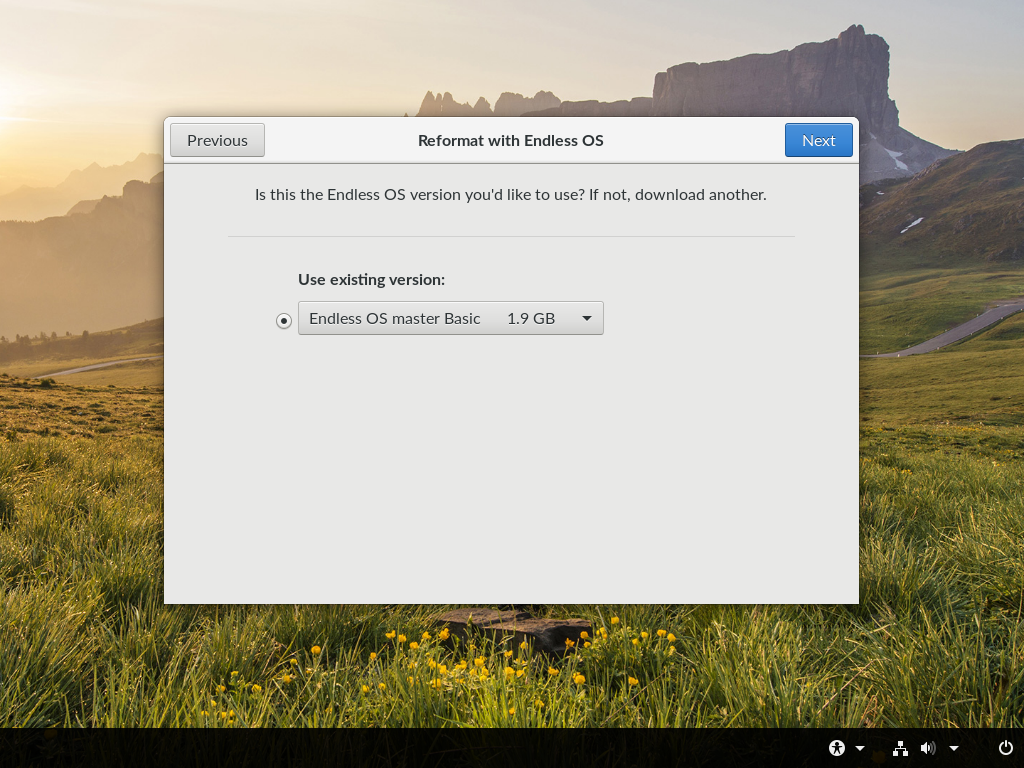 Previous
Reformat with Endless OS
Next
Is this the Endless OS version you'd like to use? If not, download another.
Use existing version:
Endless OS master Basic 1.9 GB